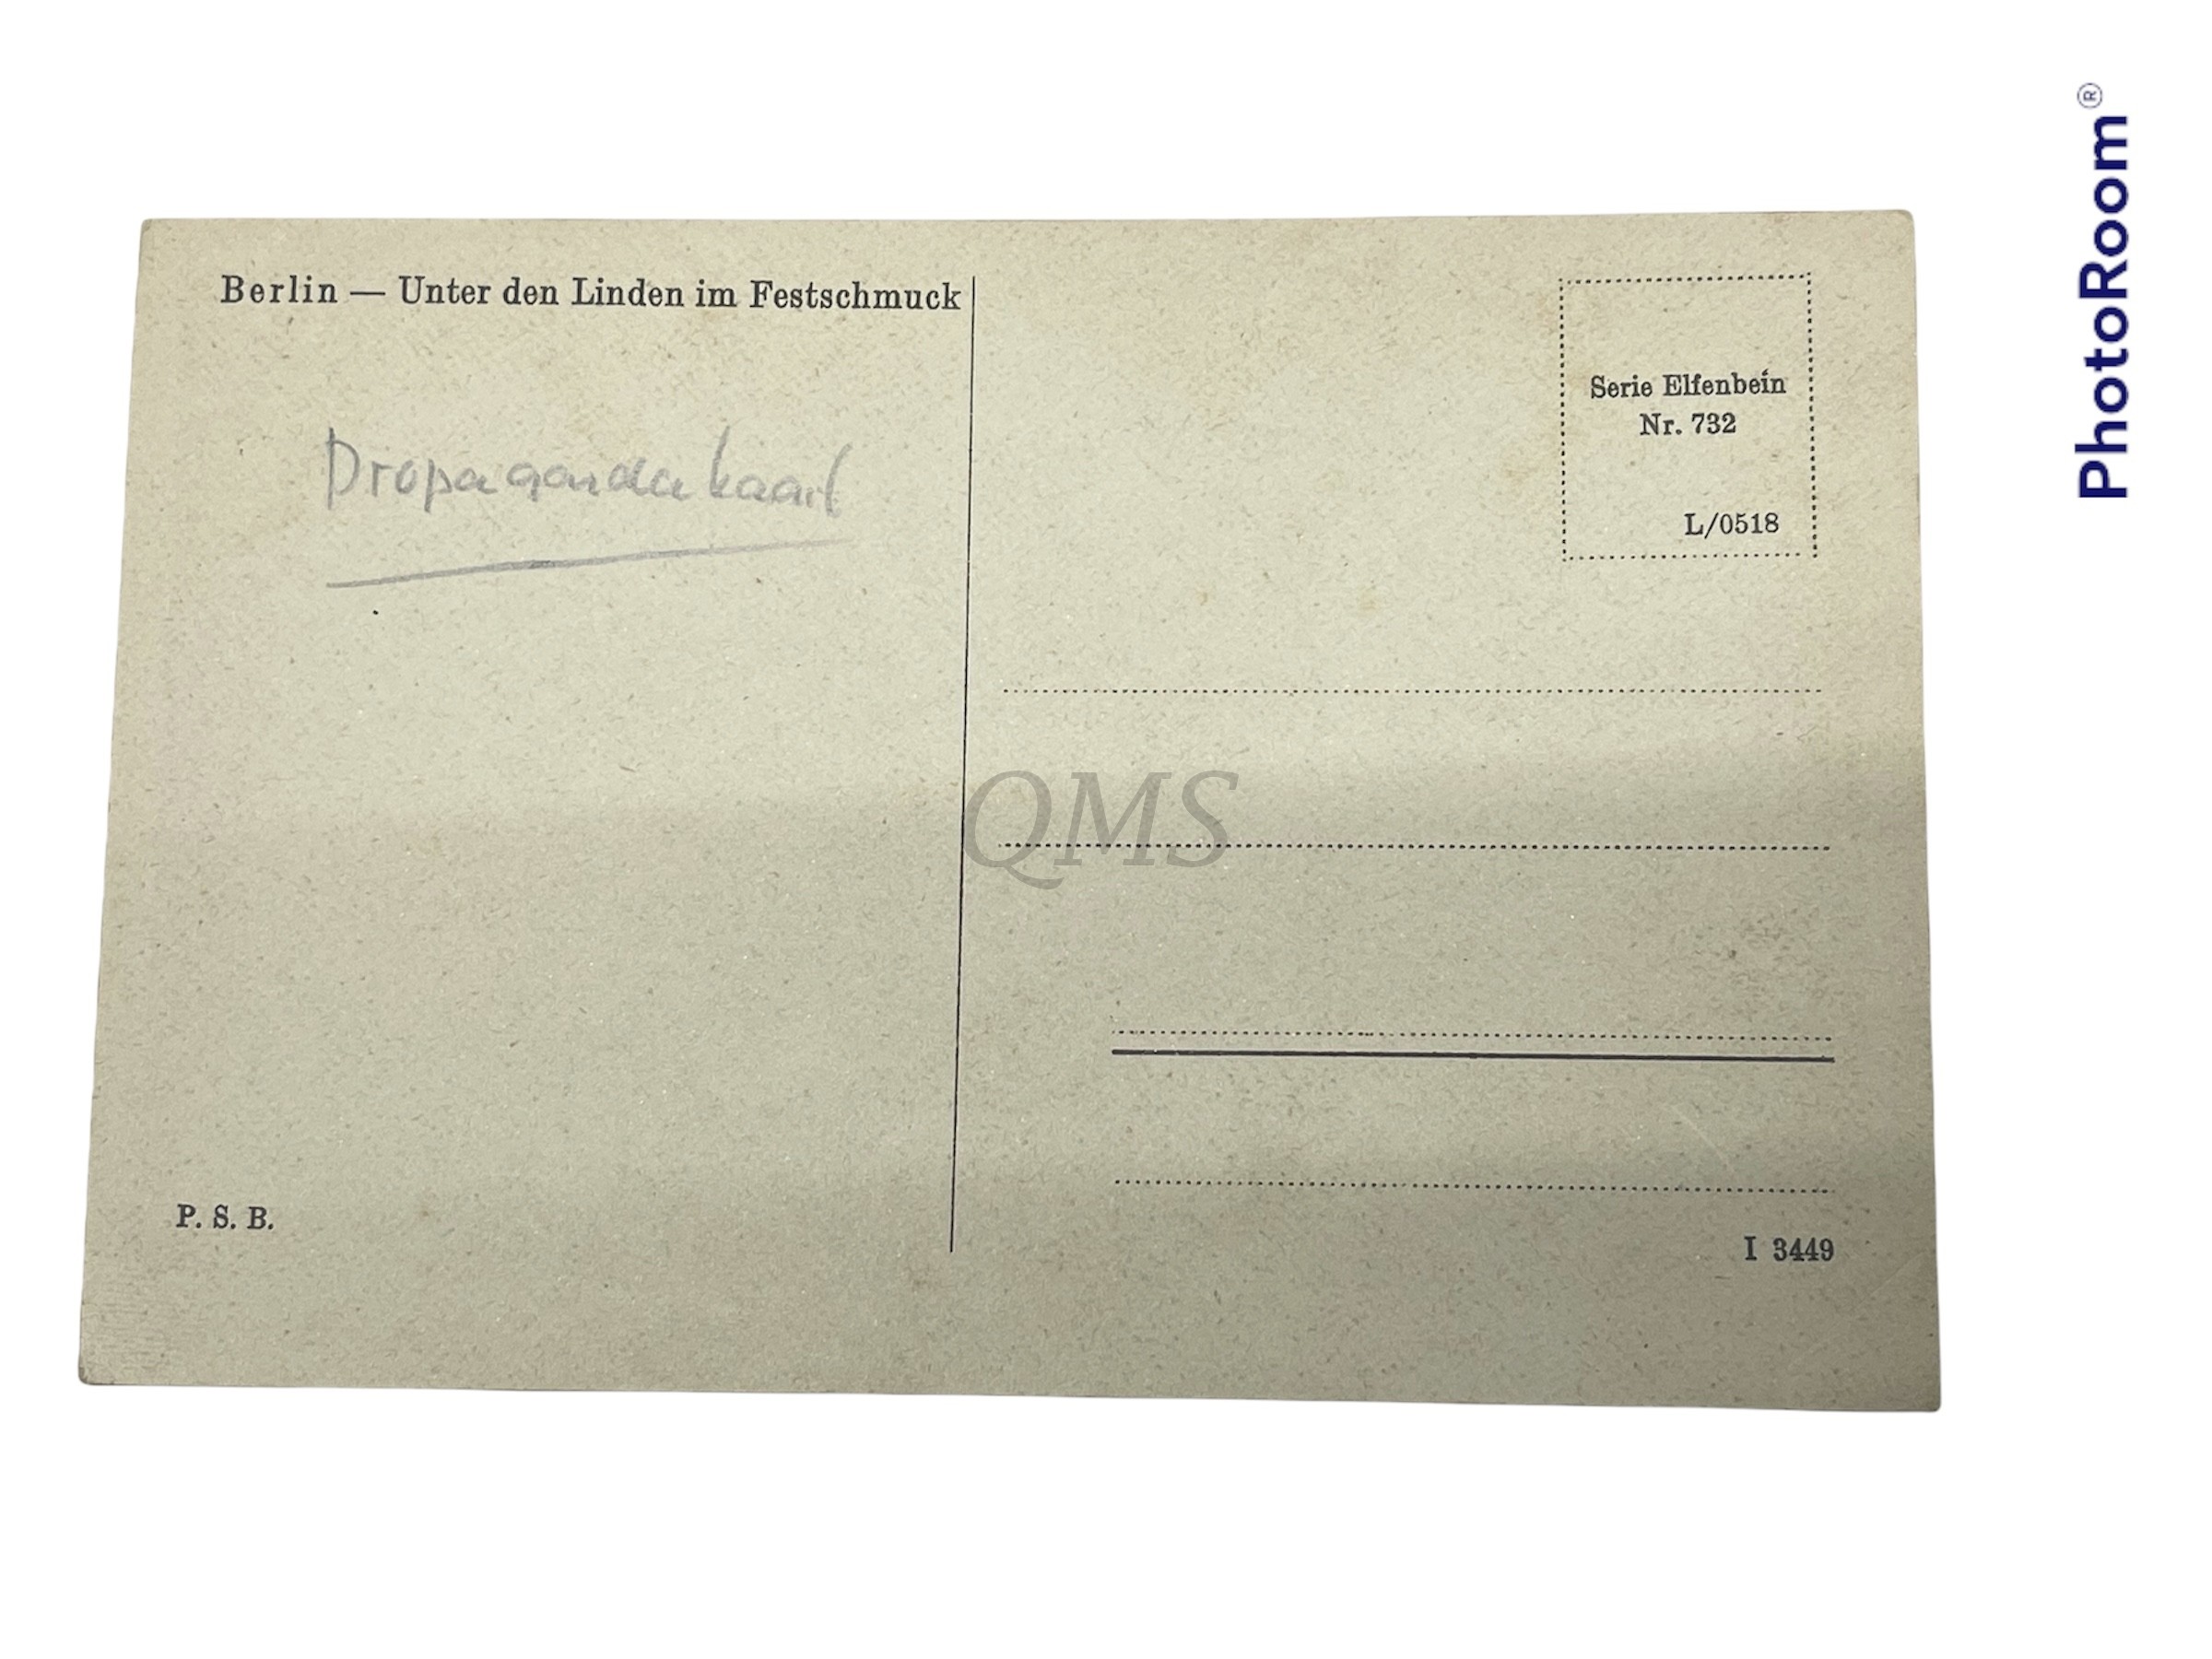 Berlin — Unter den Linden im Festschmuck
Propagandakaart
Serie Elfenbein
Nr. 732
L/0518
QMS
P. S. B.
I 3449
PhotoRoom®